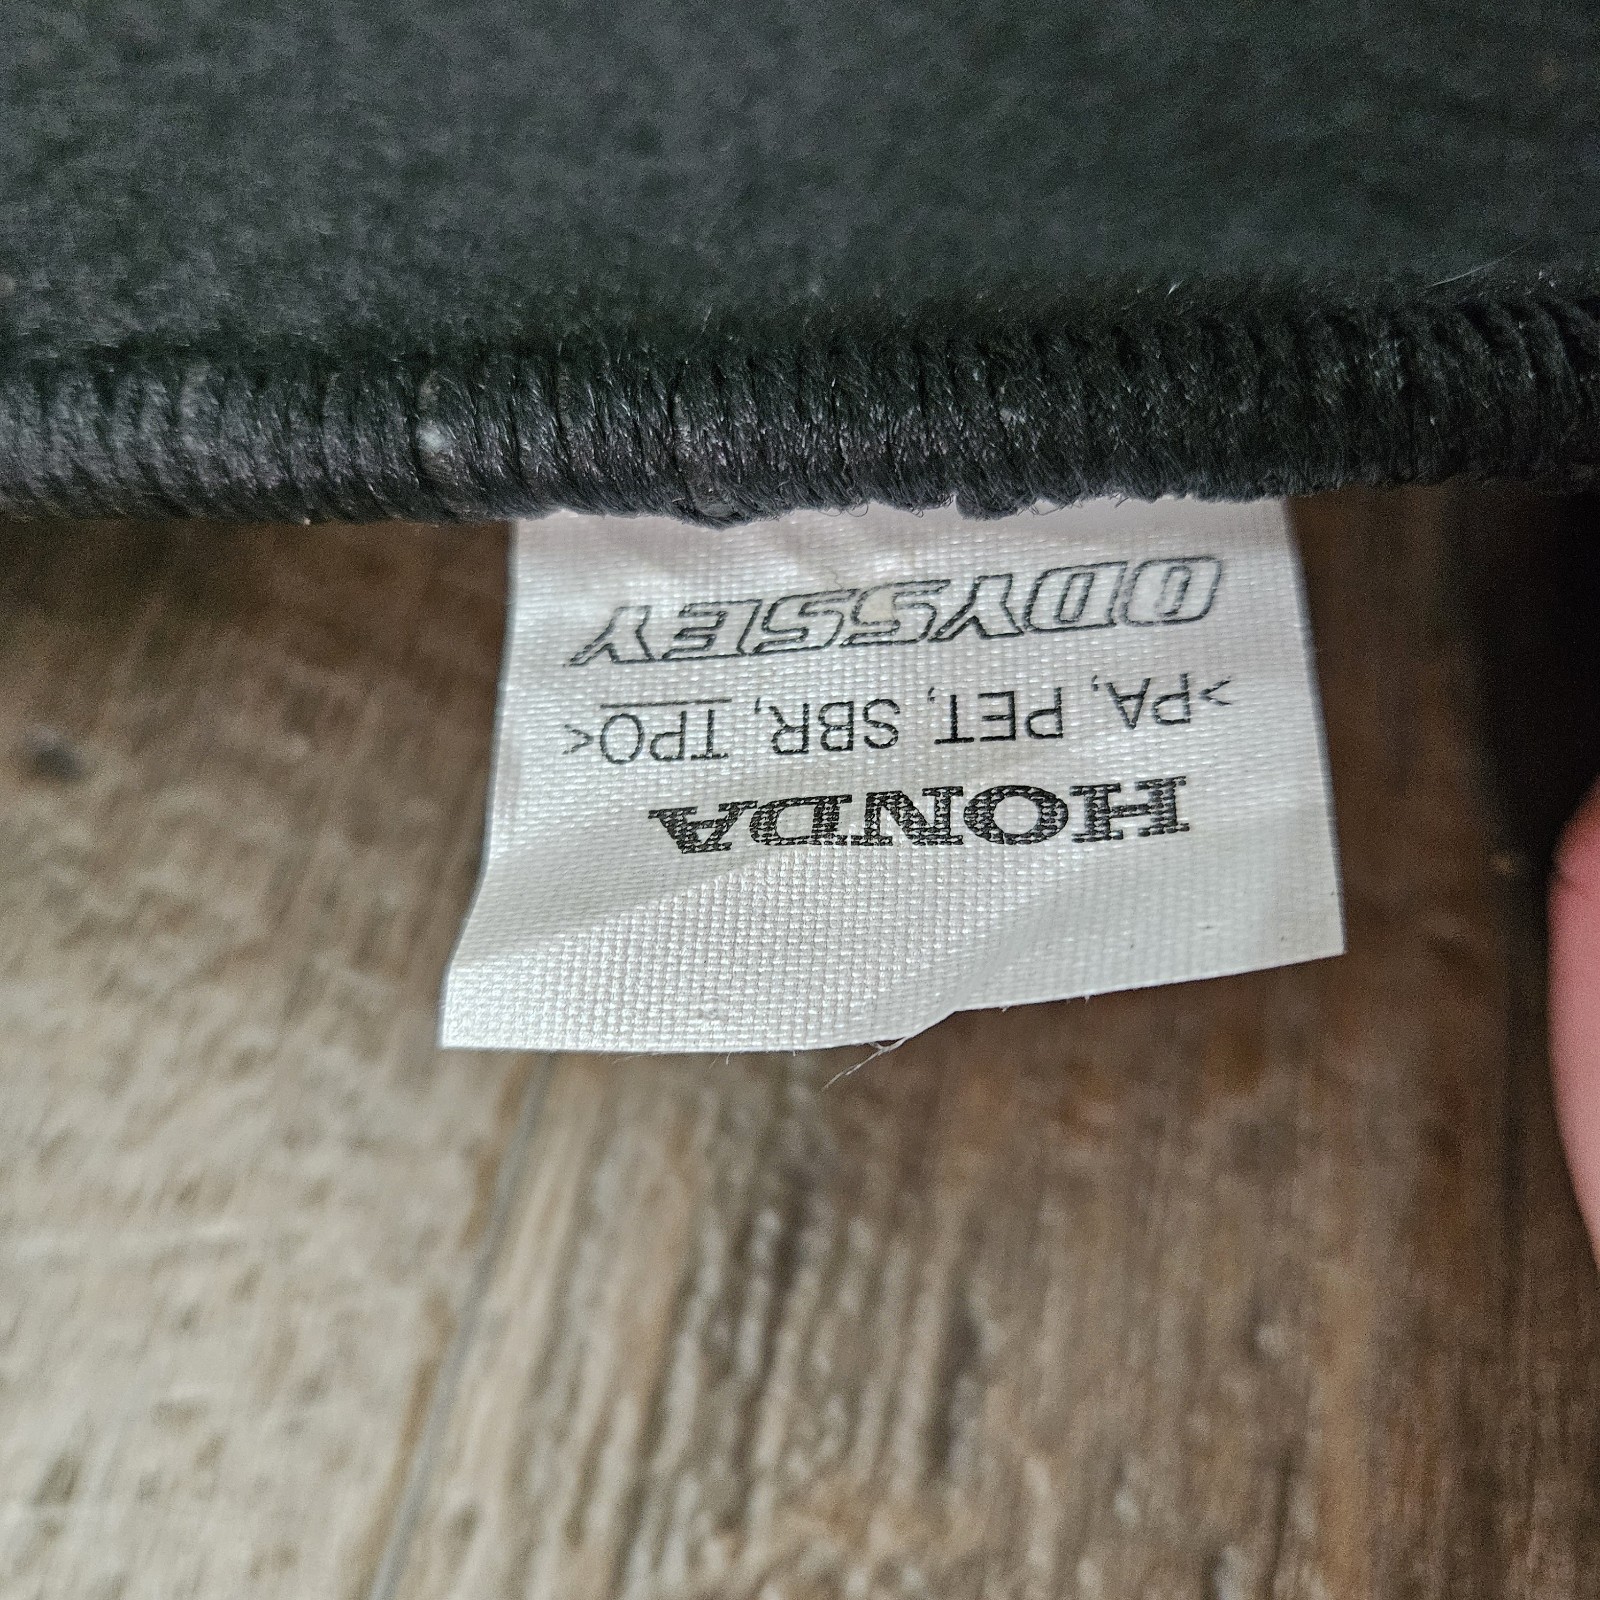 HONDA
>PA, PET, SBR, TPO<
ODYSSEY